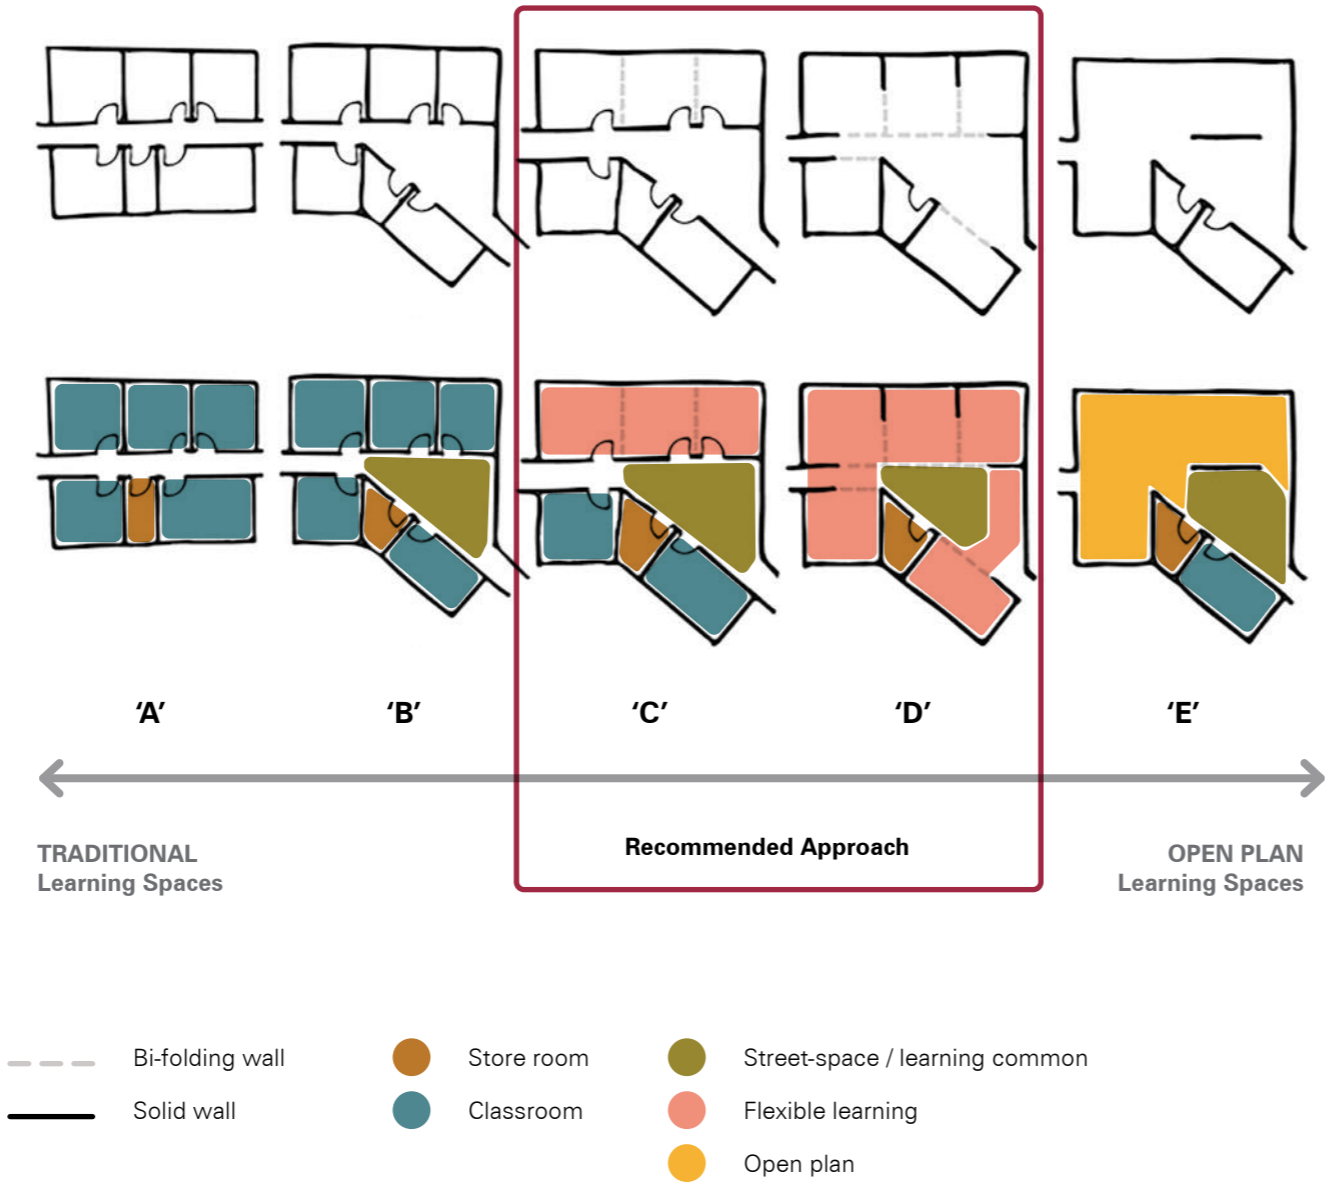 ‘A’
‘B’
‘C’
‘D’
‘E’
TRADITIONAL
Learning Spaces
Recommended Approach
OPEN PLAN
Learning Spaces
Bi-folding wall
Store room
Street-space / learning common
Solid wall
Classroom
Flexible learning
Open plan